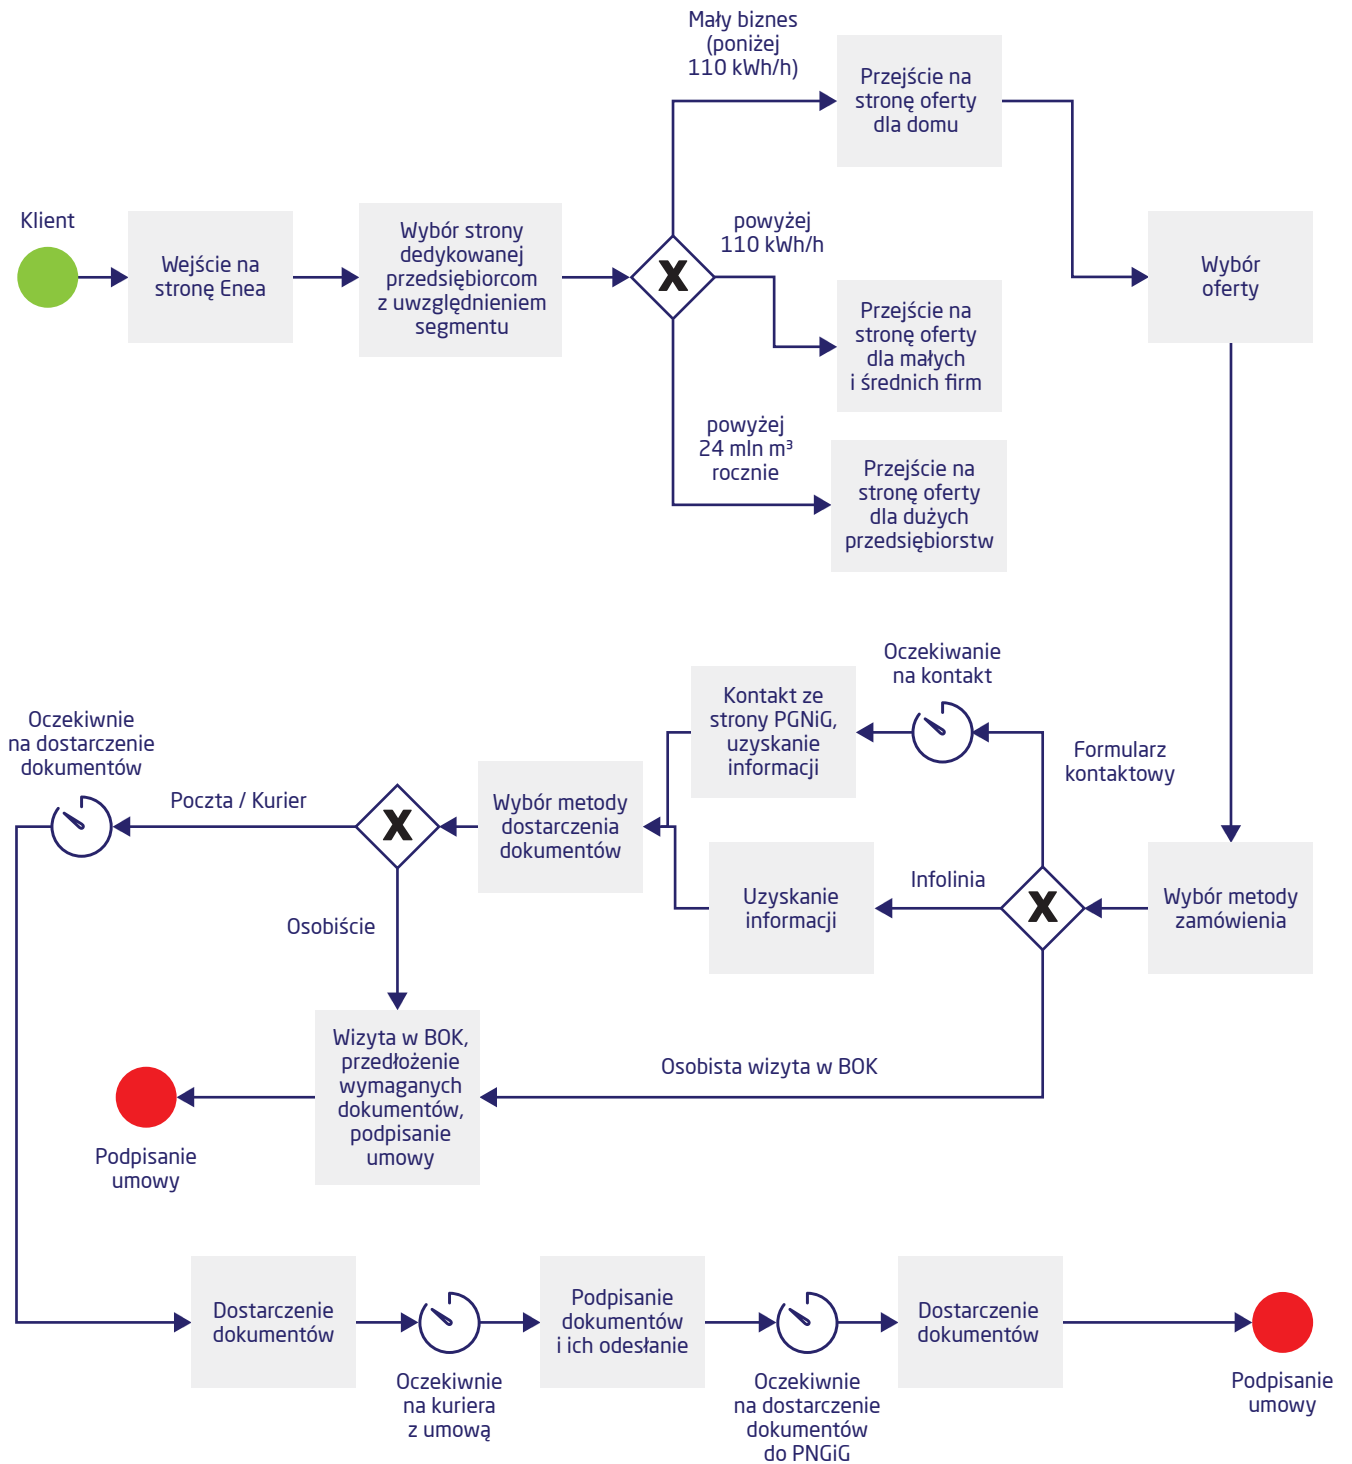 Mały biznes
(poniżej
110 kWh/h)
Przejście na
stronę oferty
dla domu
Klient
Wejście na
stronę Enea
Wybór strony
dedykowanej
przedsiębiorcom
z uwzględnieniem
segmentu
X
powyżej
110 kWh/h
Wybór
oferty
Przejście na
stronę oferty
dla małych
i średnich firm
powyżej
24 mln m³
rocznie
Przejście na
stronę oferty
dla dużych
przedsiębiorstw
Oczekiwanie
na kontakt
Kontakt ze
strony PGNiG,
uzyskanie
informacji
Formularz
kontaktowy
Oczekiwnie
na dostarczenie
dokumentów
Poczta / Kurier
X
Wybór metody
dostarczenia
dokumentów
Uzyskanie
informacji
Infolinia
X
Wybór metody
zamówienia
Osobiście
Wizyta w BOK,
przedłożenie
wymaganych
dokumentów,
podpisanie
umowy
Osobista wizyta w BOK
Podpisanie
umowy
Dostarczenie
dokumentów
Oczekiwnie
na kuriera
z umową
Podpisanie
dokumentów
i ich odesłanie
Oczekiwnie
na dostarczenie
dokumentów
do PNGiG
Dostarczenie
dokumentów
Podpisanie
umowy